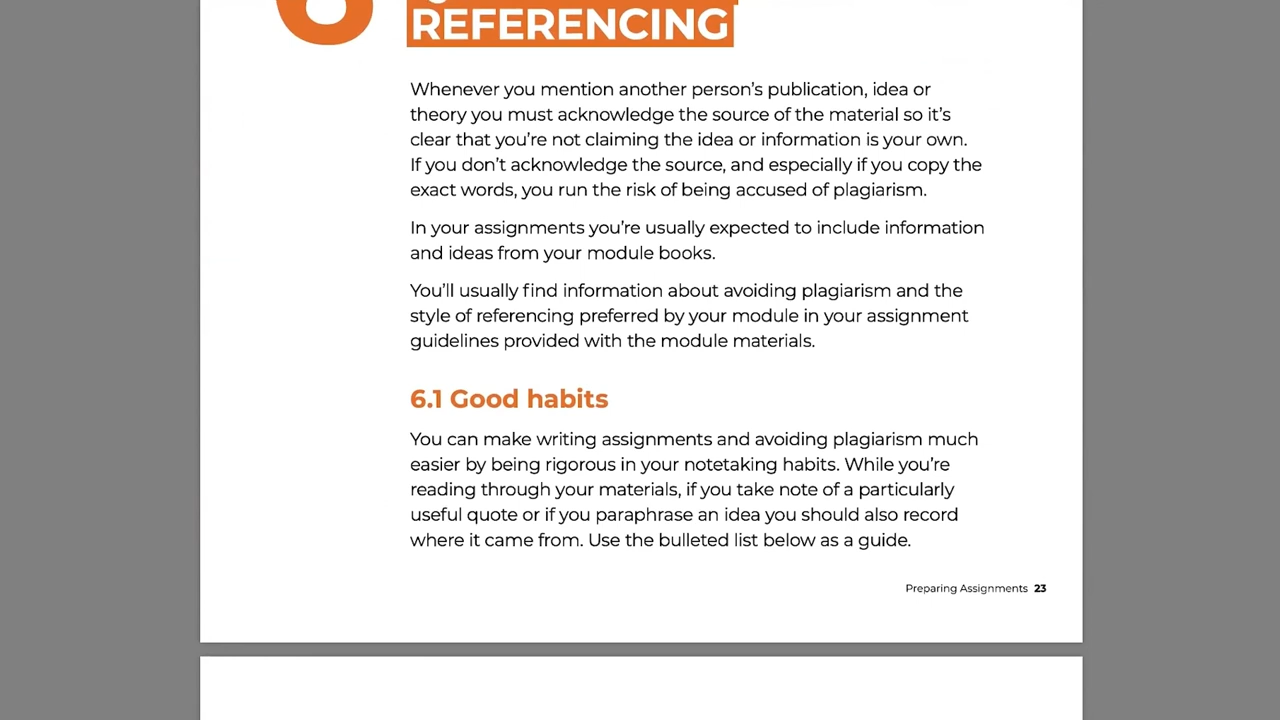 REFERENCING
Whenever you mention another person's publication, idea or
theory you must acknowledge the source of the material so it's
clear that you're not claiming the idea or information is your own.
If you don't acknowledge the source, and especially if you copy the
exact words, you run the risk of being accused of plagiarism.
In your assignments you're usually expected to include information
and ideas from your module books.
You'll usually find information about avoiding plagiarism and the
style of referencing preferred by your module in your assignment
guidelines provided with the module materials.
6.1 Good habits
You can make writing assignments and avoiding plagiarism much
easier by being rigorous in your notetaking habits. While you're
reading through your materials, if you take note of a particularly
useful quote or if you paraphrase an idea you should also record
where it came from. Use the bulleted list below as a guide.
Preparing Assignments 23